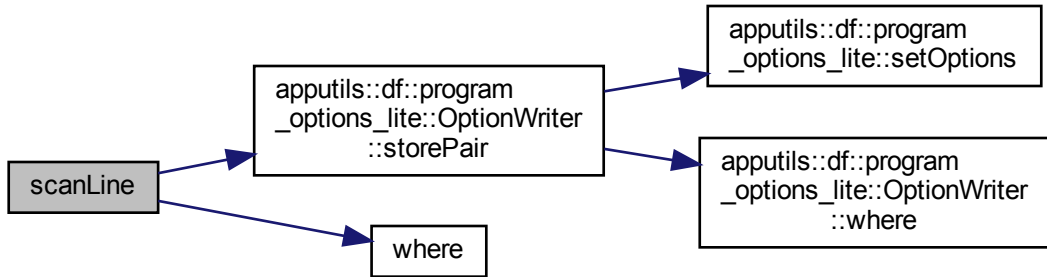 scanLine
apputils::df::program
_options_lite::OptionWriter
::storePair
where
apputils::df::program
_options_lite::setOptions
apputils::df::program
_options_lite::OptionWriter
::where